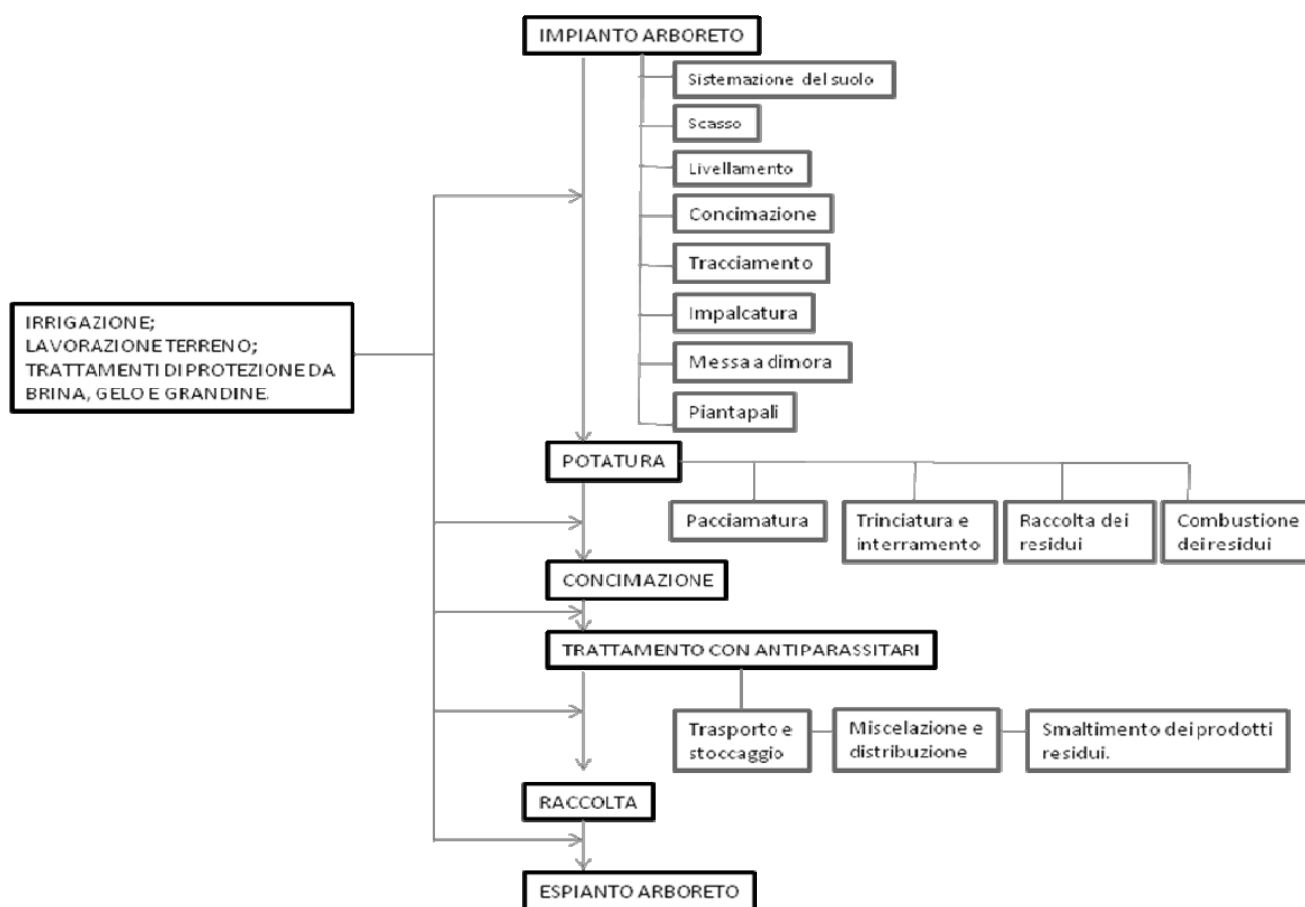 IMPIANTO ARBORETO
Sistemazione del suolo
Scasso
Livellamento
Concimazione
Tracciamento
Impalcatura
Messa a dimora
Piantapali
IRRIGAZIONE;
LAVORAZIONE TERRENO;
TRATTAMENTI DI PROTEZIONE DA
BRINA, GELO E GRANDINE.
POTATURA
Pacciamatura
Trinciatura e
interramento
Raccolta dei
residui
Combustione
dei residui
CONCIMAZIONE
TRATTAMENTO CON ANTIPARASSITARI
Trasporto e
stoccaggio
Miscelazione e
distribuzione
Smaltimento dei prodotti
residui.
RACCOLTA
ESPIANTO ARBORETO